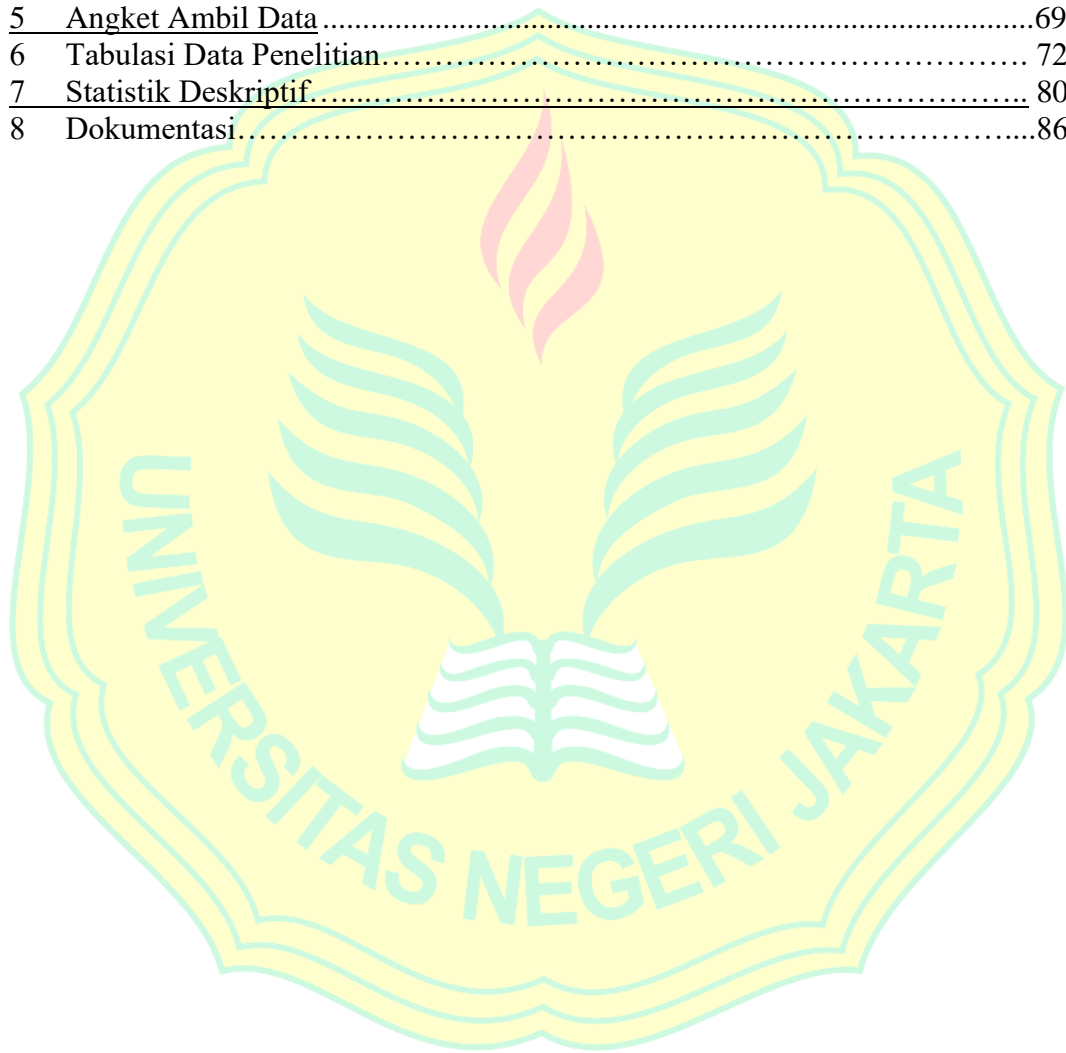 5 Angket Ambil Data.......................................................................................69
6 Tabulasi Data Penelitian………………………………………………………. 72
7 Statistik Deskriptif…...………………………………………………………... 80
8 Dokumentasi…………………………………………………………………....86
UNIVERSITAS NEGERI JAKARTA